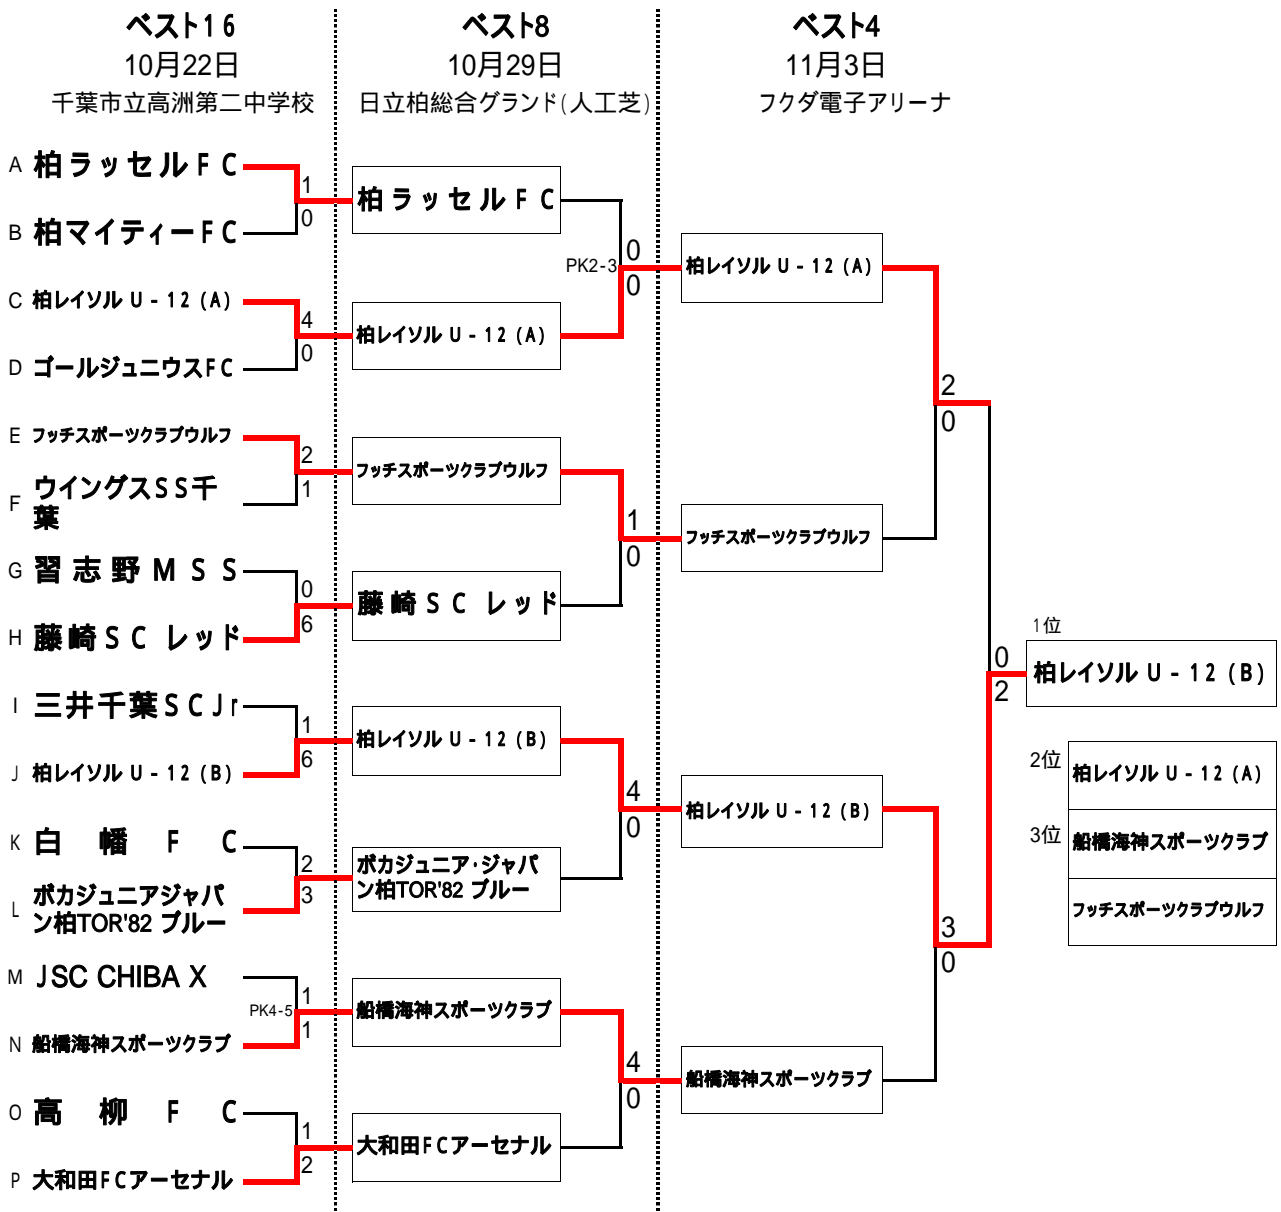 ベスト16
10月22日
千葉市立高洲第二中学校
ベスト8
10月29日
日立柏総合グランド(人工芝)
ベスト4
11月3日
フクダ電子アリーナ
A 柏ラッセルFC
1
0
B 柏マイティーFC
C 柏レイソル U-12 (A)
4
0
D ゴールジュニウスFC
E フッチスポーツクラブウルフ
2
1
F ウイングスSS千
葉
G 習志野MSS
0
6
H 藤崎SC レッド
I 三井千葉SCJr
1
6
J 柏レイソル U-12 (B)
K 白幡FC
2
3
L ボカジュニアジャパ
ン柏TOR'82 ブルー
M JSC CHIBA X
PK4-5
1
1
N 船橋海神スポーツクラブ
O 高柳FC
1
2
P 大和田FCアーセナル
柏ラッセルFC
PK2-3
0
0
柏レイソル U-12 (A)
フッチスポーツクラブウルフ
1
0
藤崎SC レッド
柏レイソル U-12 (B)
4
0
ボカジュニア・ジャパ
ン柏TOR'82 ブルー
船橋海神スポーツクラブ
4
0
大和田FCアーセナル
柏レイソル U-12 (A)
2
0
フッチスポーツクラブウルフ
柏レイソル U-12 (B)
3
0
船橋海神スポーツクラブ
0
2
1位
柏レイソル U-12 (B)
2位 柏レイソル U-12 (A)
3位 船橋海神スポーツクラブ
フッチスポーツクラブウルフ